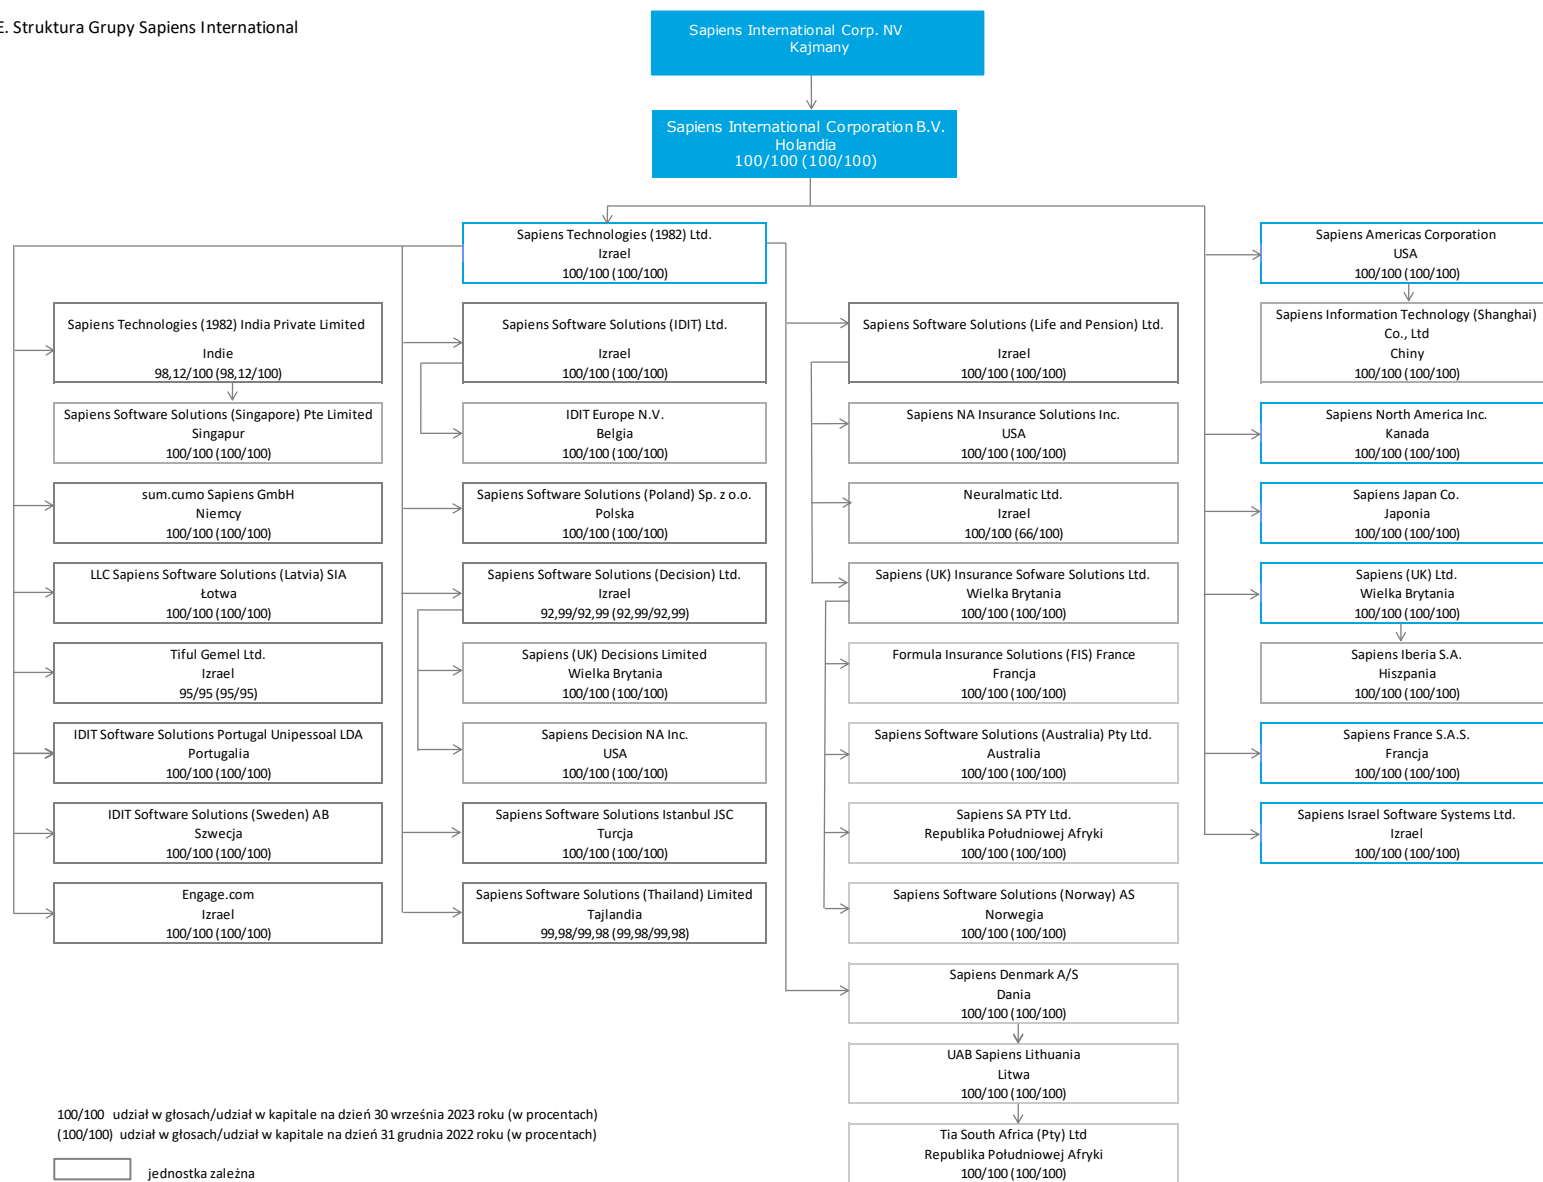 E. Struktura Grupy Sapiens International
Sapiens International Corp. NV
Kajmany
Sapiens International Corporation B.V.
Holandia
100/100 (100/100)
Sapiens Technologies (1982) Ltd.
Izrael
100/100 (100/100)
Sapiens Americas Corporation
USA
100/100 (100/100)
Sapiens Technologies (1982) India Private Limited
Indie
98,12/100 (98,12/100)
Sapiens Software Solutions (Singapore) Pte Limited
Singapur
100/100 (100/100)
sum.cumo Sapiens GmbH
Niemcy
100/100 (100/100)
LLC Sapiens Software Solutions (Latvia) SIA
Łotwa
100/100 (100/100)
Tiful Gemel Ltd.
Izrael
95/95 (95/95)
IDIT Software Solutions Portugal Unipessoal LDA
Portugalia
100/100 (100/100)
IDIT Software Solutions (Sweden) AB
Szwecja
100/100 (100/100)
Engage.com
Izrael
100/100 (100/100)
Sapiens Software Solutions (IDIT) Ltd.
Izrael
100/100 (100/100)
IDIT Europe N.V.
Belgia
100/100 (100/100)
Sapiens Software Solutions (Poland) Sp. z o.o.
Polska
100/100 (100/100)
Sapiens Software Solutions (Decision) Ltd.
Izrael
92,99/92,99 (92,99/92,99)
Sapiens (UK) Decisions Limited
Wielka Brytania
100/100 (100/100)
Sapiens Decision NA Inc.
USA
100/100 (100/100)
Sapiens Software Solutions Istanbul JSC
Turcja
100/100 (100/100)
Sapiens Software Solutions (Thailand) Limited
Tajlandia
99,98/99,98 (99,98/99,98)
Sapiens Software Solutions (Life and Pension) Ltd.
Izrael
100/100 (100/100)
Sapiens NA Insurance Solutions Inc.
USA
100/100 (100/100)
Neuralmatic Ltd.
Izrael
100/100 (66/100)
Sapiens (UK) Insurance Sofware Solutions Ltd.
Wielka Brytania
100/100 (100/100)
Formula Insurance Solutions (FIS) France
Francja
100/100 (100/100)
Sapiens Software Solutions (Australia) Pty Ltd.
Australia
100/100 (100/100)
Sapiens SA PTY Ltd.
Republika Południowej Afryki
100/100 (100/100)
Sapiens Software Solutions (Norway) AS
Norwegia
100/100 (100/100)
Sapiens Denmark A/S
Dania
100/100 (100/100)
UAB Sapiens Lithuania
Litwa
100/100 (100/100)
Tia South Africa (Pty) Ltd
Republika Południowej Afryki
100/100 (100/100)
Sapiens Information Technology (Shanghai)
Co., Ltd
Chiny
100/100 (100/100)
Sapiens North America Inc.
Kanada
100/100 (100/100)
Sapiens Japan Co.
Japonia
100/100 (100/100)
Sapiens (UK) Ltd.
Wielka Brytania
100/100 (100/100)
Sapiens Iberia S.A.
Hiszpania
100/100 (100/100)
Sapiens France S.A.S.
Francja
100/100 (100/100)
Sapiens Israel Software Systems Ltd.
Izrael
100/100 (100/100)
100/100 udział w głosach/udział w kapitale na dzień 30 września 2023 roku (w procentach)
(100/100) udział w głosach/udział w kapitale na dzień 31 grudnia 2022 roku (w procentach)
jednostka zależna